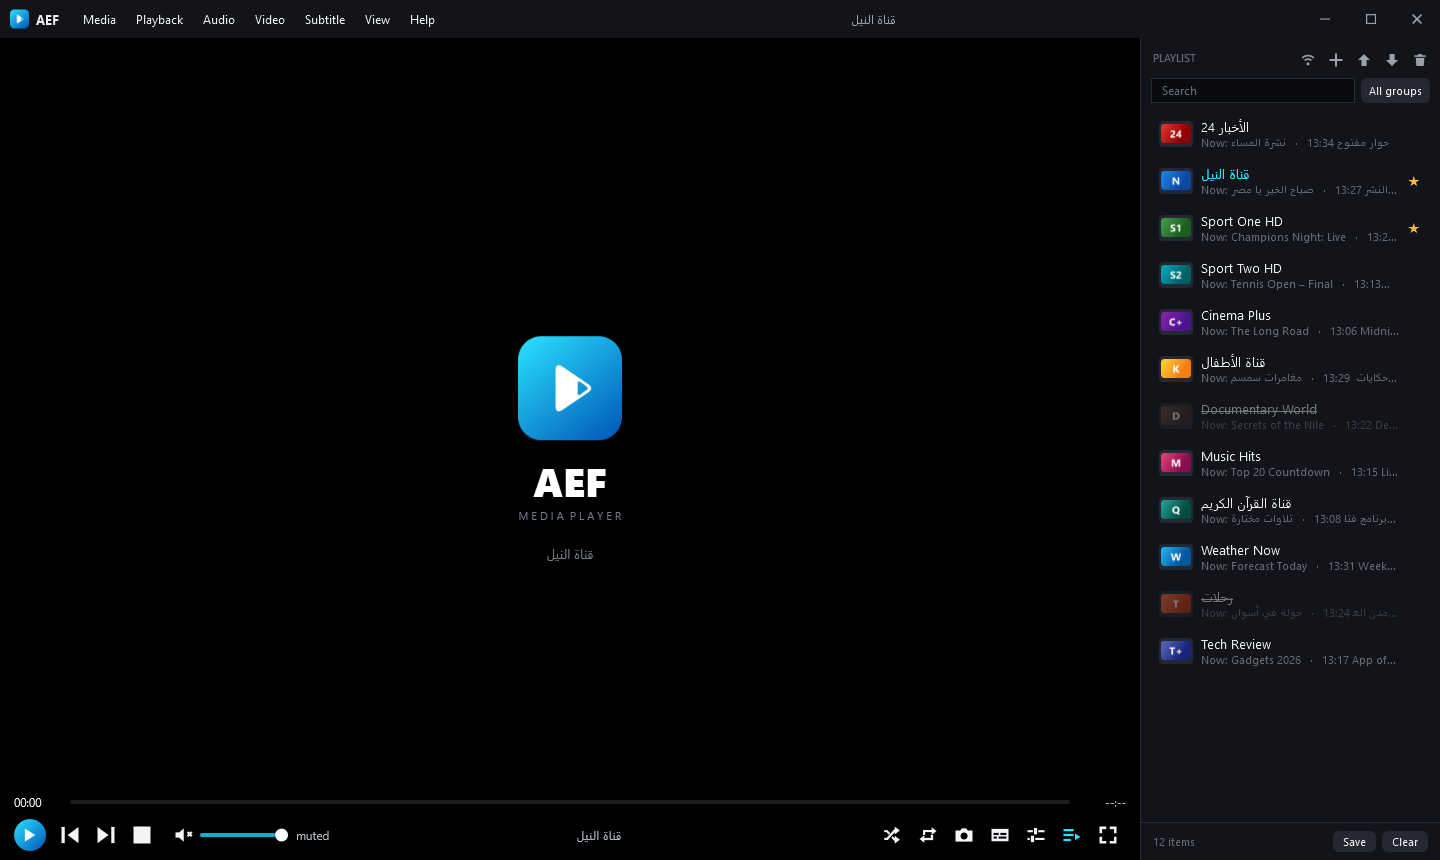 AEF Media Playback Audio Video Subtitle View Help قناة النيل
PLAYLIST
Search All groups
24 الأخبار 24
Now: نشرة المساء · 13:34 حوار مفتوح
N قناة النيل
Now: صباح الخير يا مصر · 13:27 النشر...
S1 Sport One HD
Now: Champions Night: Live · 13:2...
S2 Sport Two HD
Now: Tennis Open – Final · 13:13...
C+ Cinema Plus
Now: The Long Road · 13:06 Midni...
K قناة الأطفال
Now: مغامرات سمسم · 13:29 حكايات...
D Documentary World
Now: Secrets of the Nile · 13:22 De...
M Music Hits
Now: Top 20 Countdown · 13:15 Li...
Q قناة القرآن الكريم
Now: تلاوات مختارة · 13:08 برنامج فتا...
W Weather Now
Now: Forecast Today · 13:31 Week...
T رحلات
Now: جولة في أسوان · 13:24 مدن الـعـ...
T+ Tech Review
Now: Gadgets 2026 · 13:17 App of...
AEF
MEDIA PLAYER
قناة النيل
00:00 --:--
muted قناة النيل
12 items Save Clear